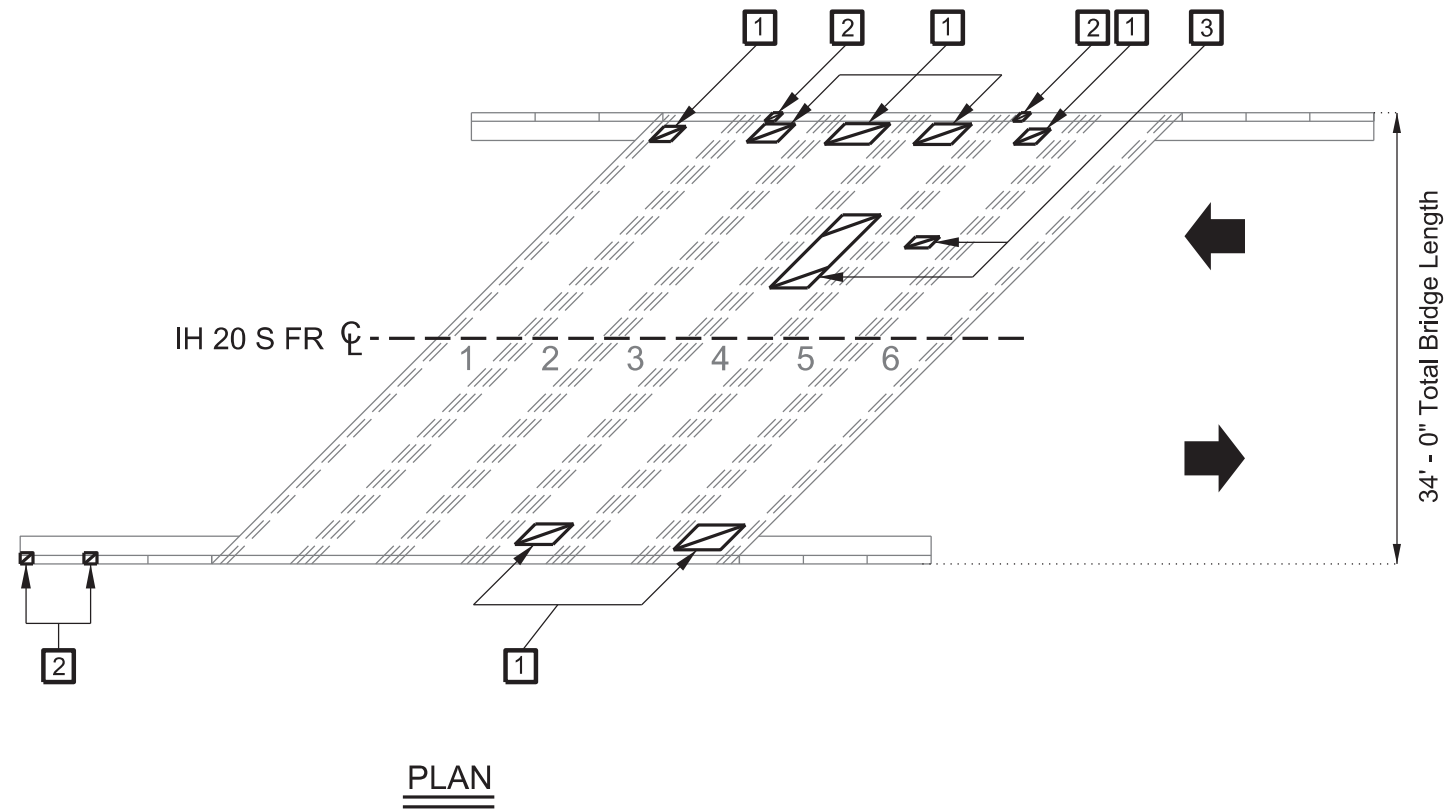 1 2 1 2 1 3
34' - 0" Total Bridge Length
IH 20 S FR ℄
1 2 3 4 5 6
2 1
PLAN